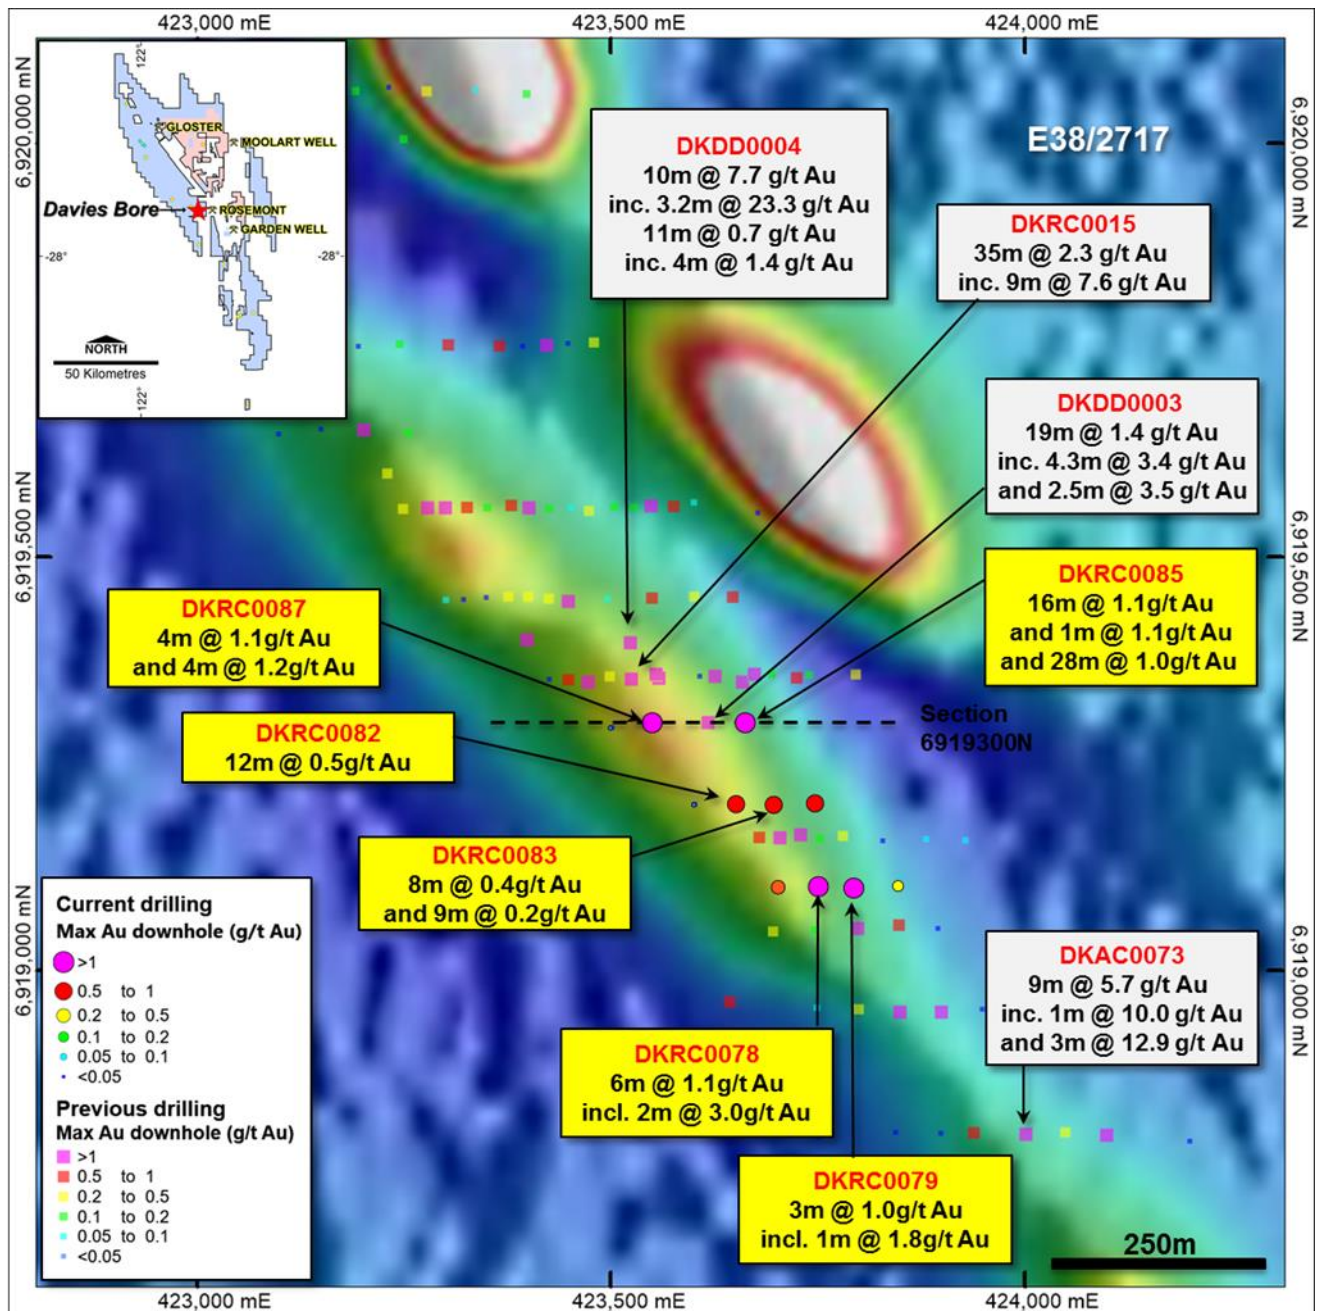 423,000 mE
423,500 mE
424,000 mE
6,920,000 mN
6,920,000 mN
122°
GLOSTER
MOOLART WELL
Davies Bore
ROSEMONT
GARDEN WELL
-28°
-28°
NORTH
50 Kilometres
122°
E38/2717
DKDD0004
10m @ 7.7 g/t Au
inc. 3.2m @ 23.3 g/t Au
11m @ 0.7 g/t Au
inc. 4m @ 1.4 g/t Au
DKRC0015
35m @ 2.3 g/t Au
inc. 9m @ 7.6 g/t Au
DKDD0003
19m @ 1.4 g/t Au
inc. 4.3m @ 3.4 g/t Au
and 2.5m @ 3.5 g/t Au
6,919,500 mN
6,919,500 mN
DKRC0085
16m @ 1.1g/t Au
and 1m @ 1.1g/t Au
and 28m @ 1.0g/t Au
DKRC0087
4m @ 1.1g/t Au
and 4m @ 1.2g/t Au
Section
6919300N
DKRC0082
12m @ 0.5g/t Au
DKRC0083
8m @ 0.4g/t Au
and 9m @ 0.2g/t Au
6,919,000 mN
6,919,000 mN
Current drilling
Max Au downhole (g/t Au)
>1
0.5 to 1
0.2 to 0.5
0.1 to 0.2
0.05 to 0.1
<0.05
Previous drilling
Max Au downhole (g/t Au)
>1
0.5 to 1
0.2 to 0.5
0.1 to 0.2
0.05 to 0.1
<0.05
DKAC0073
9m @ 5.7 g/t Au
inc. 1m @ 10.0 g/t Au
and 3m @ 12.9 g/t Au
DKRC0078
6m @ 1.1g/t Au
incl. 2m @ 3.0g/t Au
DKRC0079
3m @ 1.0g/t Au
incl. 1m @ 1.8g/t Au
250m
423,000 mE
423,500 mE
424,000 mE